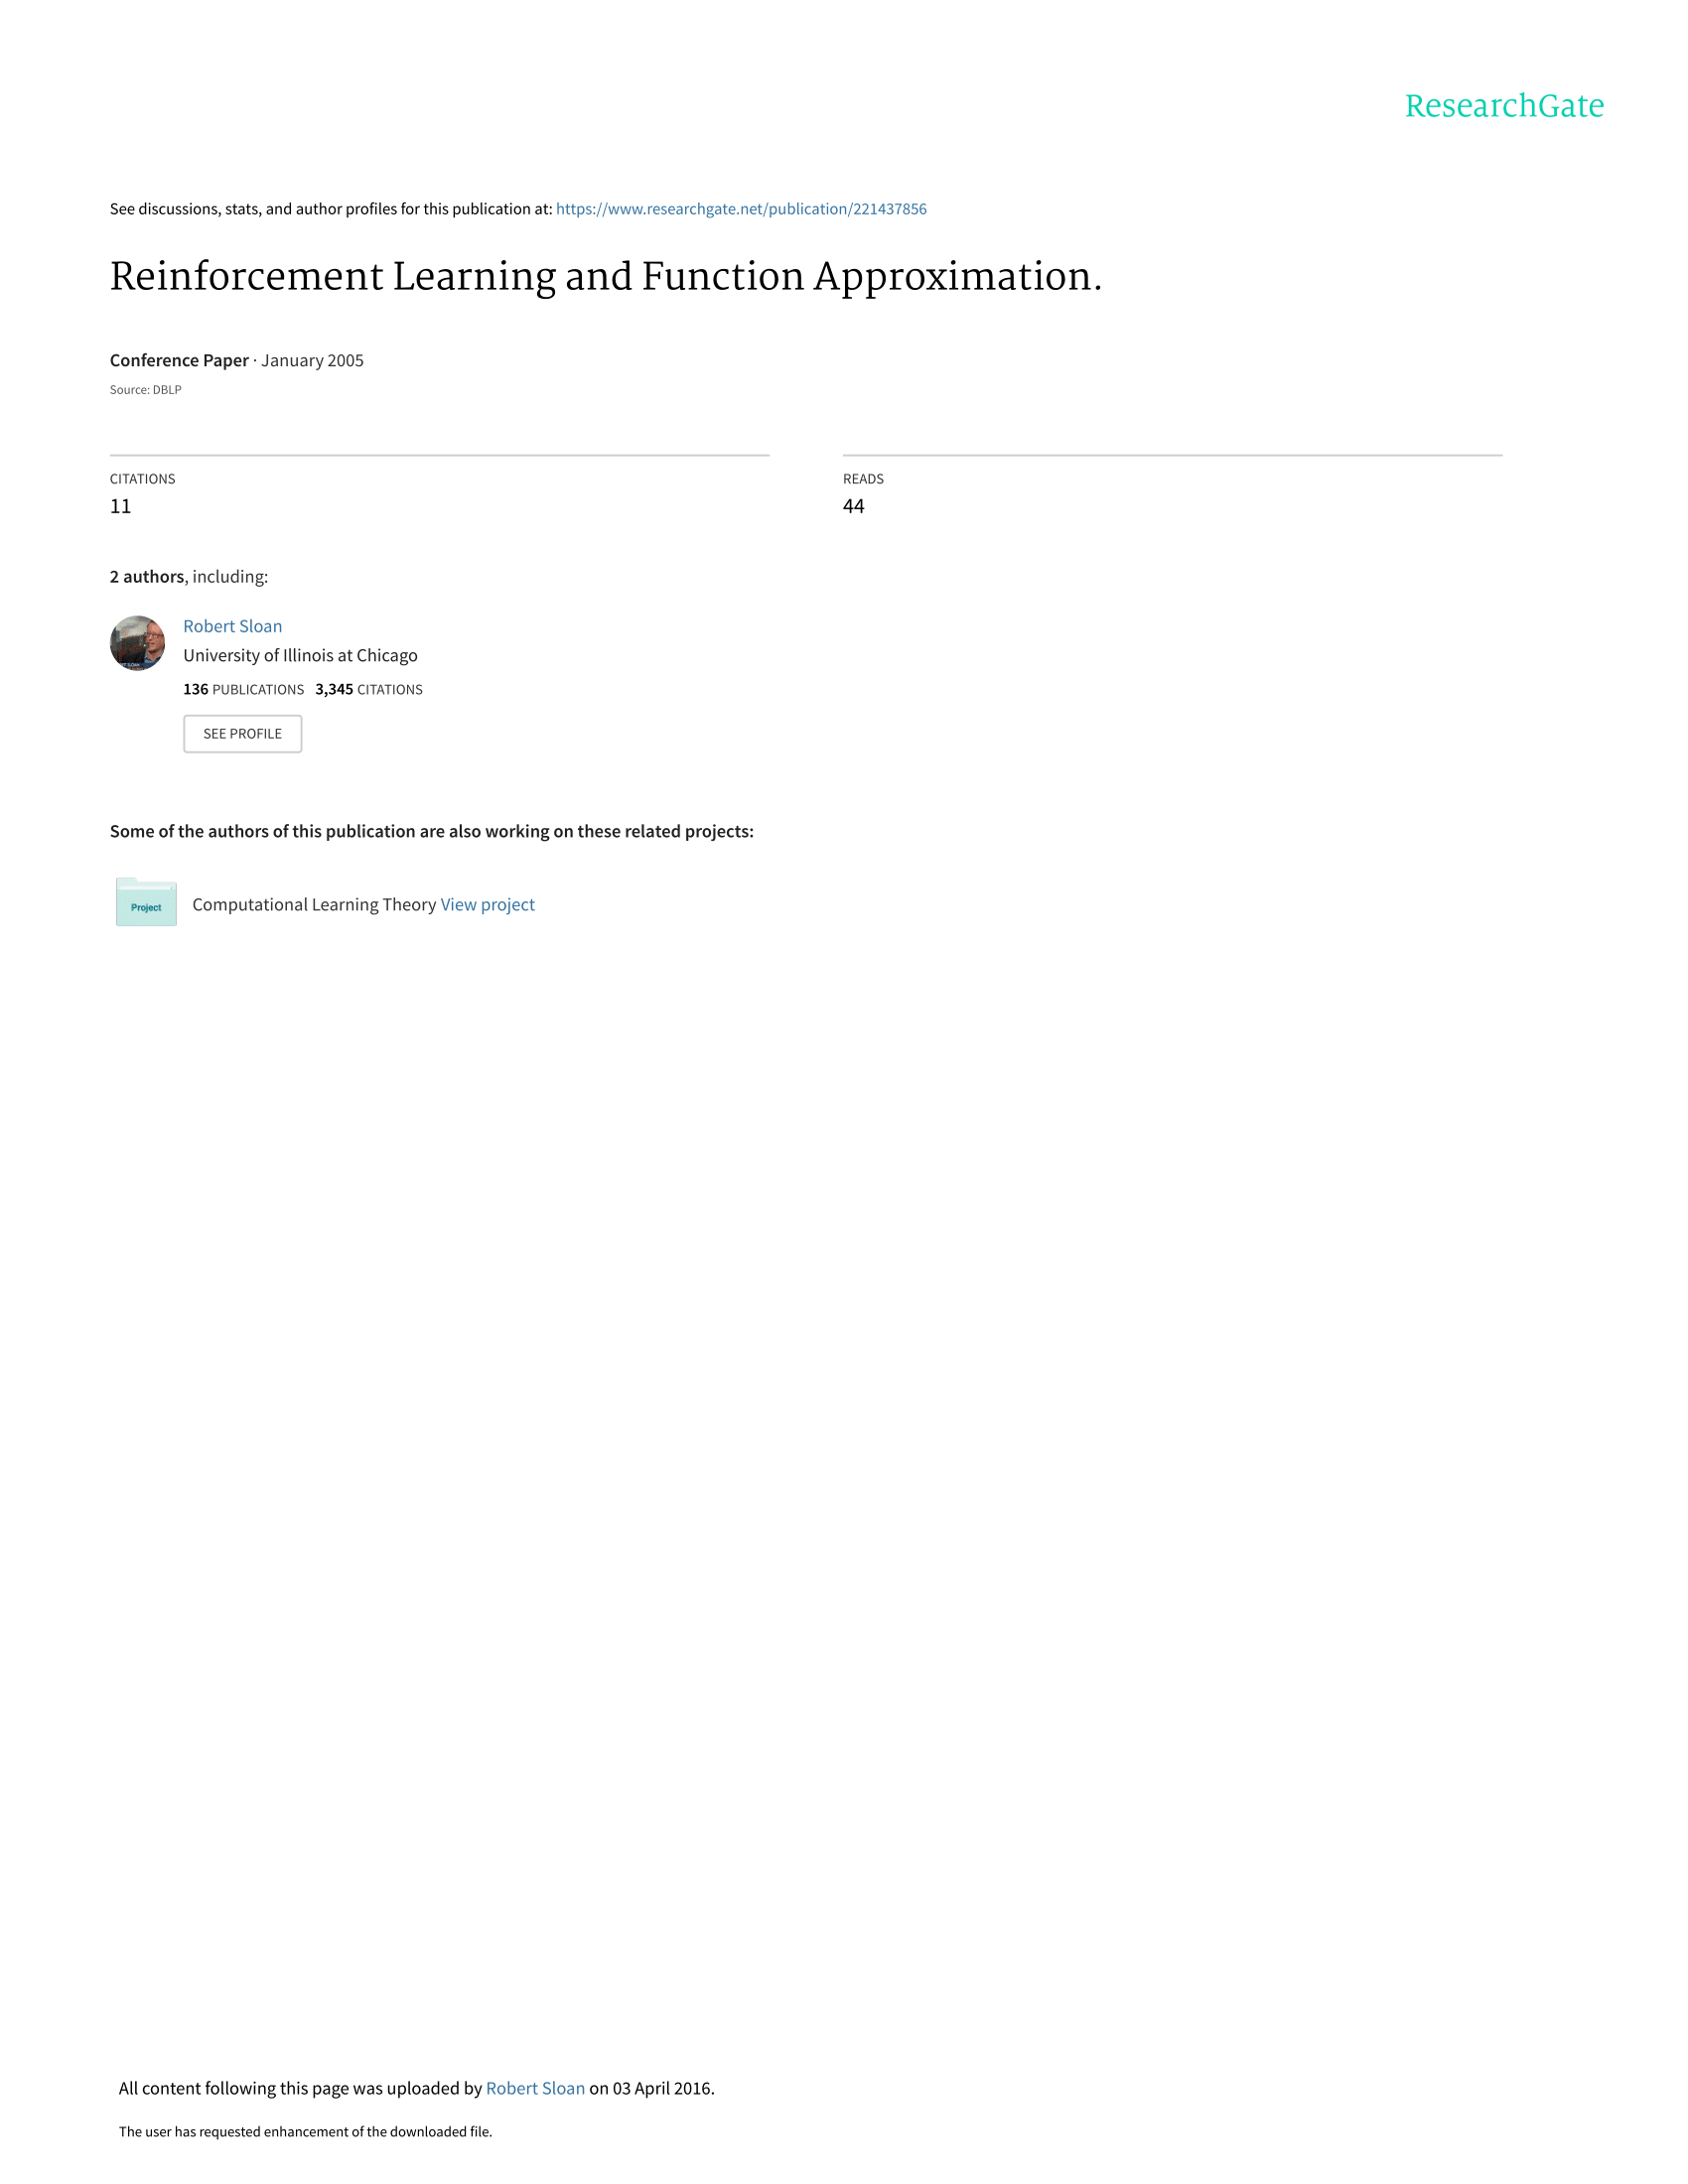 ResearchGate
See discussions, stats, and author profiles for this publication at: https://www.researchgate.net/publication/221437856
Reinforcement Learning and Function Approximation.
Conference Paper · January 2005
Source: DBLP
CITATIONS
11
READS
44
2 authors, including:
Robert Sloan
University of Illinois at Chicago
136 PUBLICATIONS 3,345 CITATIONS
SEE PROFILE
Some of the authors of this publication are also working on these related projects:
Project
Computational Learning Theory View project
All content following this page was uploaded by Robert Sloan on 03 April 2016.
The user has requested enhancement of the downloaded file.